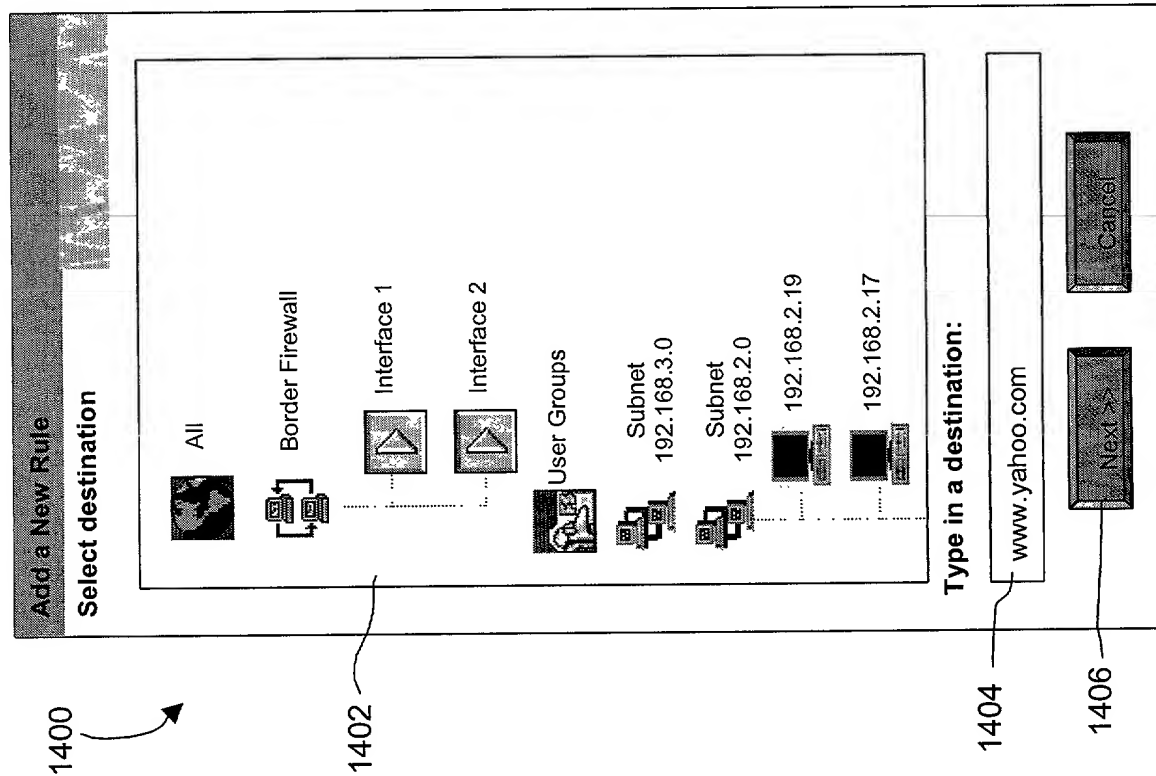 Add a New Rule
Select destination
All
Border Firewall
Interface 1
Interface 2
User Groups
Subnet
192.168.3.0
Subnet
192.168.2.0
192.168.2.19
192.168.2.17
Type in a destination:
www.yahoo.com
Next >>
Cancel
1400
1402
1404
1406